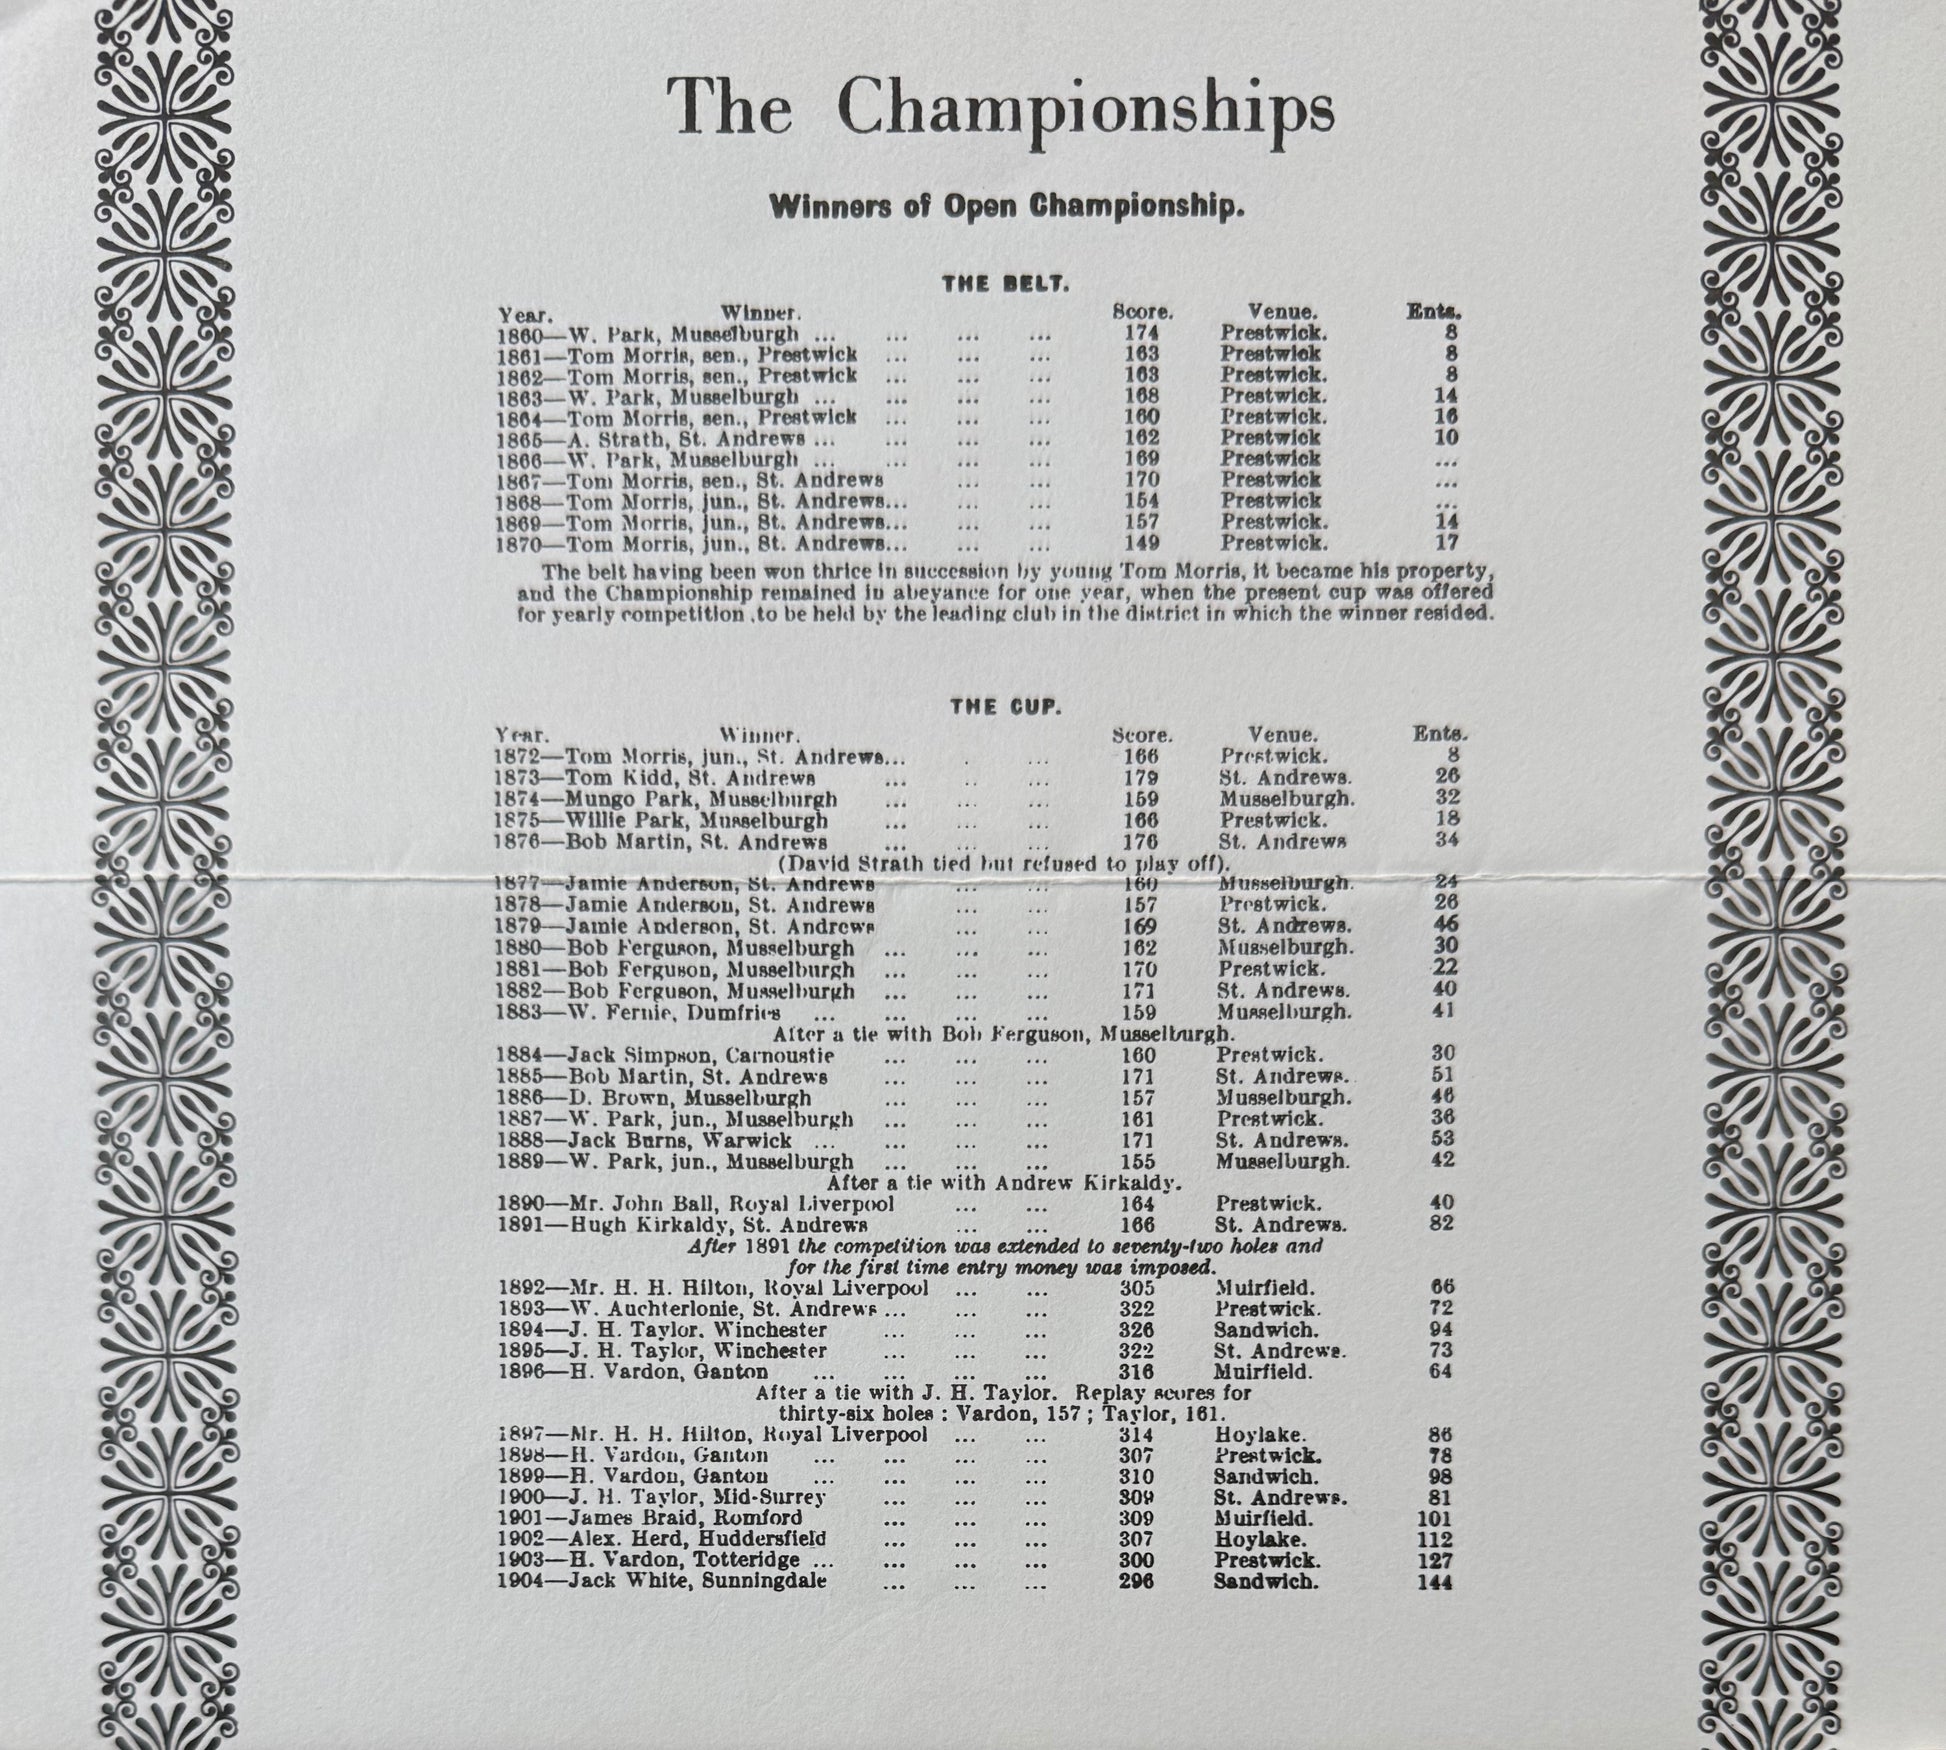 The Championships
Winners of Open Championship.
THE BELT.
Year. Winner. Score. Venue. Ents.
1860—W. Park, Musselburgh ... ... ... ... 174 Prestwick. 8
1861—Tom Morris, sen., Prestwick ... ... ... 163 Prestwick 8
1862—Tom Morris, sen., Prestwick ... ... ... 163 Prestwick. 8
1863—W. Park, Musselburgh ... ... ... ... 168 Prestwick. 14
1864—Tom Morris, sen., Prestwick ... ... ... 160 Prestwick. 16
1865—A. Strath, St. Andrews ... ... ... ... 162 Prestwick 10
1866—W. Park, Musselburgh ... ... ... ... 169 Prestwick ...
1867—Tom Morris, sen., St. Andrews ... ... 170 Prestwick ...
1868—Tom Morris, jun., St. Andrews... ... ... 154 Prestwick ...
1869—Tom Morris, jun., St. Andrews... ... ... 157 Prestwick. 14
1870—Tom Morris, jun., St. Andrews... ... ... 149 Prestwick. 17
The belt having been won thrice in succession by young Tom Morris, it became his property,
and the Championship remained in abeyance for one year, when the present cup was offered
for yearly competition ,to be held by the leading club in the district in which the winner resided.
THE CUP.
Year. Winner. Score. Venue. Ents.
1872—Tom Morris, jun., St. Andrews... . ... 166 Prestwick. 8
1873—Tom Kidd, St. Andrews ... .. ... 179 St. Andrews. 26
1874—Mungo Park, Musselburgh ... ... ... 159 Musselburgh. 32
1875—Willie Park, Musselburgh ... ... ... 166 Prestwick. 18
1876—Bob Martin, St. Andrews ... ... ... 176 St. Andrews 34
(David Strath tied but refused to play off).
1877—Jamie Anderson, St. Andrews ... ... 160 Musselburgh. 24
1878—Jamie Anderson, St. Andrews ... ... 157 Prestwick. 26
1879—Jamie Anderson, St. Andrews ... ... 169 St. Andrews. 46
1880—Bob Ferguson, Musselburgh ... ... ... 162 Musselburgh. 30
1881—Bob Ferguson, Musselburgh ... ... ... 170 Prestwick. 22
1882—Bob Ferguson, Musselburgh ... ... ... 171 St. Andrews. 40
1883—W. Fernie, Dumfries ... ... ... ... 159 Musselburgh. 41
After a tie with Bob Ferguson, Musselburgh.
1884—Jack Simpson, Carnoustie ... ... ... 160 Prestwick. 30
1885—Bob Martin, St. Andrews ... ... ... 171 St. Andrews. 51
1886—D. Brown, Musselburgh ... ... ... 157 Musselburgh. 46
1887—W. Park, jun., Musselburgh ... ... ... 161 Prestwick. 36
1888—Jack Burns, Warwick ... ... ... ... 171 St. Andrews. 53
1889—W. Park, jun., Musselburgh ... ... ... 155 Musselburgh. 42
After a tie with Andrew Kirkaldy.
1890—Mr. John Ball, Royal Liverpool ... ... 164 Prestwick. 40
1891—Hugh Kirkaldy, St. Andrews ... ... 166 St. Andrews. 82
After 1891 the competition was extended to seventy-two holes and
for the first time entry money was imposed.
1892—Mr. H. H. Hilton, Royal Liverpool ... ... 305 Muirfield. 66
1893—W. Auchterlonie, St. Andrews ... ... ... 322 Prestwick. 72
1894—J. H. Taylor. Winchester ... ... ... 326 Sandwich. 94
1895—J. H. Taylor, Winchester ... ... ... 322 St. Andrews. 73
1896—H. Vardon, Ganton ... ... ... ... 316 Muirfield. 64
After a tie with J. H. Taylor. Replay scores for
thirty-six holes : Vardon, 157 ; Taylor, 161.
1897—Mr. H. H. Hilton, Royal Liverpool ... ... 314 Hoylake. 86
1898—H. Vardon, Ganton ... ... ... ... 307 Prestwick. 78
1899—H. Vardon, Ganton ... ... ... ... 310 Sandwich. 98
1900—J. H. Taylor, Mid-Surrey ... ... ... 309 St. Andrews. 81
1901—James Braid, Romford ... ... ... 309 Muirfield. 101
1902—Alex. Herd, Huddersfield ... ... ... 307 Hoylake. 112
1903—H. Vardon, Totteridge ... ... ... ... 300 Prestwick. 127
1904—Jack White, Sunningdale ... ... ... 296 Sandwich. 144